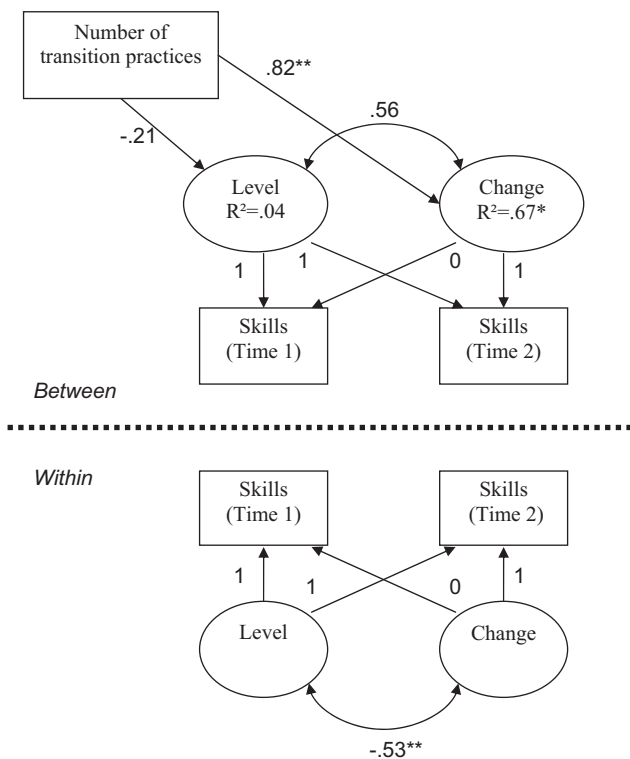 Number of
transition practices
.82**
.56
-.21
Level
R²=.04
Change
R²=.67*
1
1
0
1
Skills
(Time 1)
Skills
(Time 2)
Between
Within
Skills
(Time 1)
Skills
(Time 2)
1
1
0
1
Level
Change
-.53**